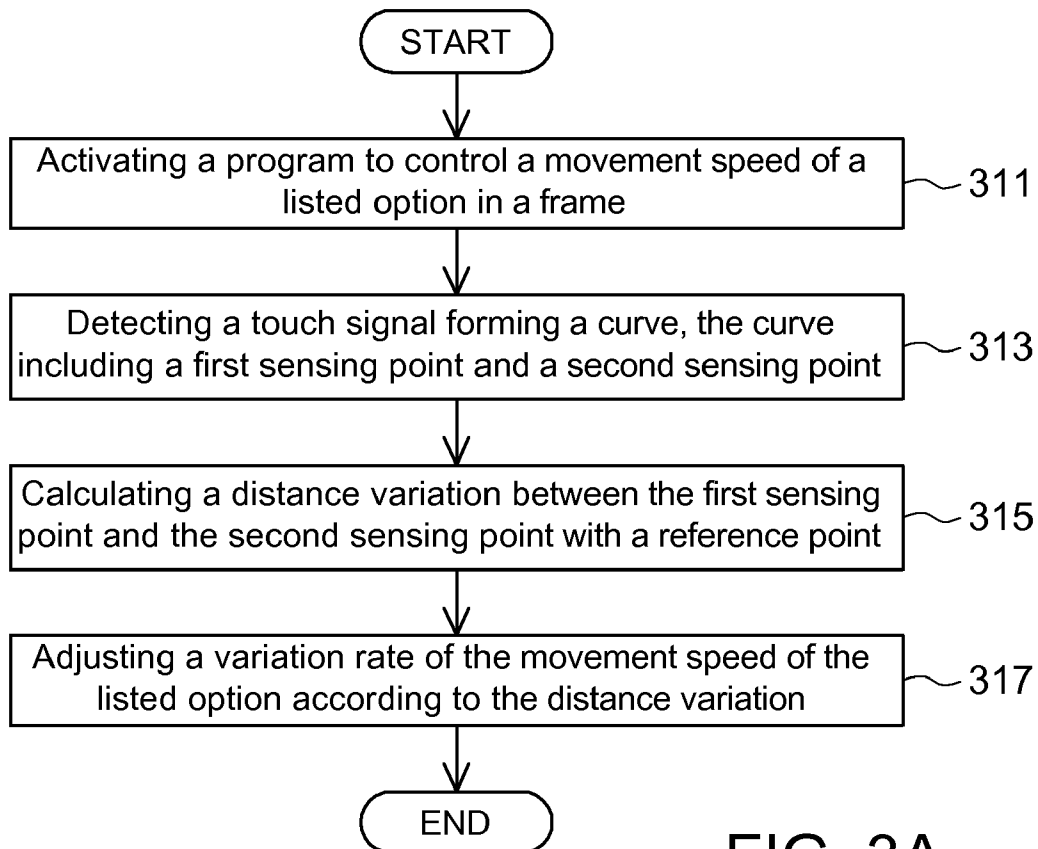 START
Activating a program to control a movement speed of a
listed option in a frame
311
Detecting a touch signal forming a curve, the curve
including a first sensing point and a second sensing point
313
Calculating a distance variation between the first sensing
point and the second sensing point with a reference point
315
Adjusting a variation rate of the movement speed of the
listed option according to the distance variation
317
END
FIG. 3A